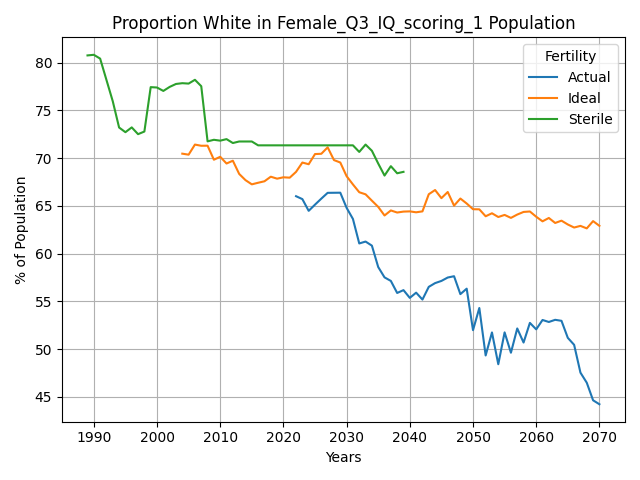 Proportion White in Female_Q3_IQ_scoring_1 Population
% of Population
80
75
70
65
60
55
50
45
Fertility
Actual
Ideal
Sterile
1990 2000 2010 2020 2030 2040 2050 2060 2070
Years